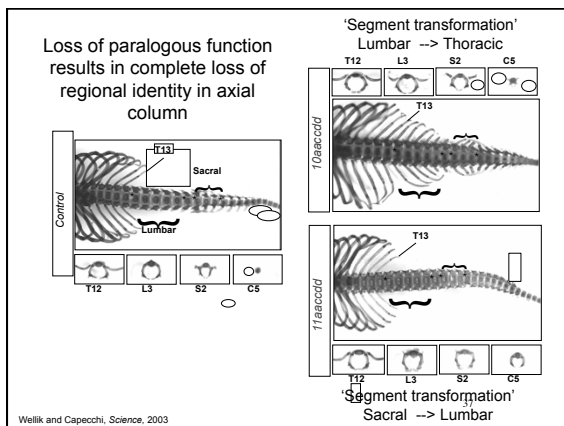 Loss of paralogous function
results in complete loss of
regional identity in axial
column
Control
T13
Sacral
Lumbar
T12 L3 S2 C5
'Segment transformation'
Lumbar --> Thoracic
T12 L3 S2 C5
10aaccdd
T13
11aaccdd
T13
T12 L3 S2 C5
37
'Segment transformation'
Sacral --> Lumbar
Wellik and Capecchi, Science, 2003